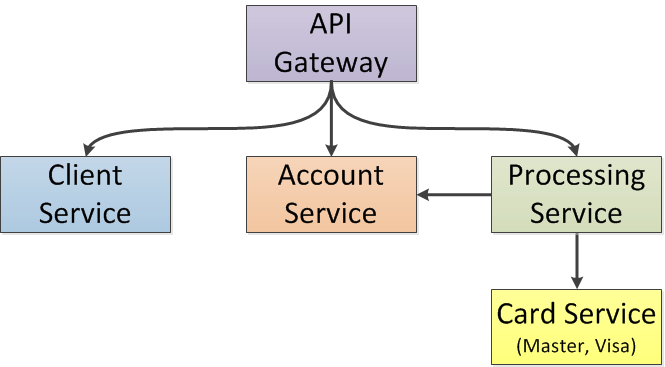 API
Gateway
Client
Service
Account
Service
Processing
Service
Card Service
(Master, Visa)